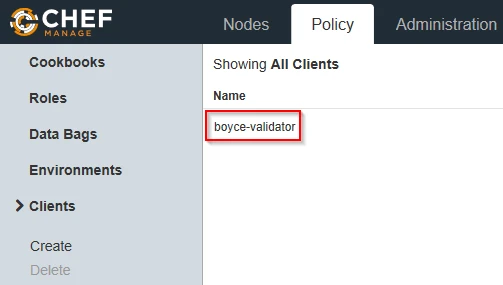 CHEF
MANAGE
Nodes
Policy
Administration
Cookbooks
Roles
Data Bags
Environments
Clients
Create
Delete
Showing All Clients
Name
boyce-validator